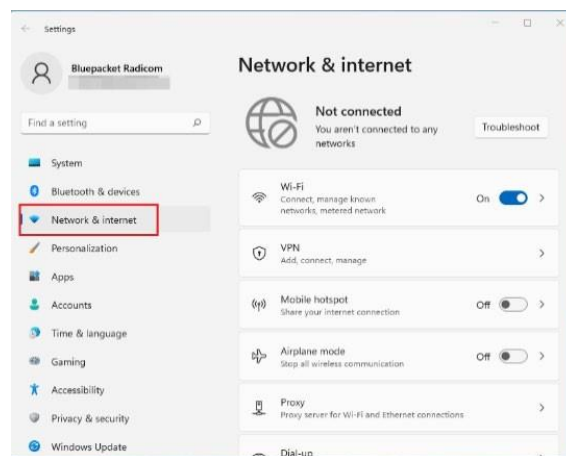 Settings
Bluepacket Radicom
Find a setting
System
Bluetooth & devices
Network & internet
Personalization
Apps
Accounts
Time & language
Gaming
Accessibility
Privacy & security
Windows Update
Network & internet
Not connected
You aren't connected to any
networks
Troubleshoot
Wi-Fi
Connect, manage known
networks, metered network
On
VPN
Add, connect, manage
Mobile hotspot
Share your internet connection
Off
Airplane mode
Stop all wireless communication
Off
Proxy
Proxy server for Wi-Fi and Ethernet connections
Dial-up